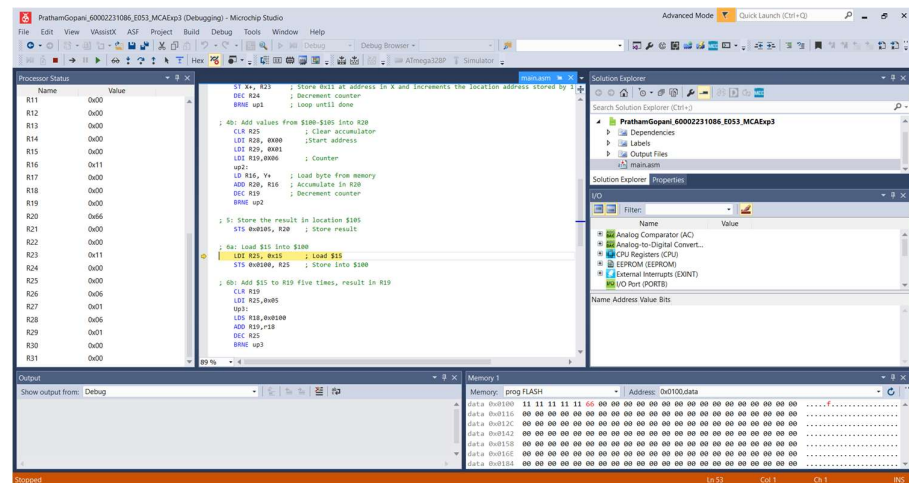 PrathamGopani_60002231086_E053_MCAExp3 (Debugging) - Microchip Studio
Advanced Mode
Quick Launch (Ctrl+Q)
File Edit View VAssistX ASF Project Build Debug Tools Window Help
Debug
Debug Browser
Hex
ATmega328P
Simulator
Processor Status
Name Value
R11 0x00
R12 0x00
R13 0x00
R14 0x00
R15 0x00
R16 0x11
R17 0x00
R18 0x00
R19 0x00
R20 0x66
R21 0x00
R22 0x00
R23 0x11
R24 0x00
R25 0x00
R26 0x06
R27 0x01
R28 0x06
R29 0x01
R30 0x00
R31 0x00
main.asm
ST X+, R23 ; Store 0x11 at address in X and increments the location address stored by 1
DEC R24 ; Decrement counter
BRNE up1 ; Loop until done
; 4b: Add values from $100-$105 into R20
CLR R25 ; Clear accumulator
LDI R28, 0X00 ;Start address
LDI R29, 0X01
LDI R19,0X06 ; Counter
up2:
LD R16, Y+ ; Load byte from memory
ADD R20, R16 ; Accumulate in R20
DEC R19 ; Decrement counter
BRNE up2
; 5: Store the result in location $105
STS 0x0105, R20 ; Store result
; 6a: Load $15 into $100
LDI R25, 0x15 ; Load $15
STS 0x0100, R25 ; Store into $100
; 6b: Add $15 to R19 five times, result in R19
CLR R19
LDI R25,0x05
Up3:
LDS R18,0x0100
ADD R19,r18
DEC R25
BRNE up3
89 %
Solution Explorer
Search Solution Explorer (Ctrl+;)
PrathamGopani_60002231086_E053_MCAExp3
Dependencies
Labels
Output Files
main.asm
Solution Explorer Properties
I/O
Filter:
Name Value
Analog Comparator (AC)
Analog-to-Digital Convert...
CPU Registers (CPU)
EEPROM (EEPROM)
External Interrupts (EXINT)
I/O Port (PORTB)
Name Address Value Bits
Output
Show output from: Debug
Memory 1
Memory: prog FLASH Address: 0x0100,data
data 0x0100 11 11 11 11 11 66 00 00 00 00 00 00 00 00 00 00 00 00 00 00 00 00 .....f................
data 0x0116 00 00 00 00 00 00 00 00 00 00 00 00 00 00 00 00 00 00 00 00 00 00 ......................
data 0x012C 00 00 00 00 00 00 00 00 00 00 00 00 00 00 00 00 00 00 00 00 00 00 ......................
data 0x0142 00 00 00 00 00 00 00 00 00 00 00 00 00 00 00 00 00 00 00 00 00 00 ......................
data 0x0158 00 00 00 00 00 00 00 00 00 00 00 00 00 00 00 00 00 00 00 00 00 00 ......................
data 0x016E 00 00 00 00 00 00 00 00 00 00 00 00 00 00 00 00 00 00 00 00 00 00 ......................
data 0x0184 00 00 00 00 00 00 00 00 00 00 00 00 00 00 00 00 00 00 00 00 00 00 ......................
Stopped
Ln 53 Col 1 Ch 1 INS